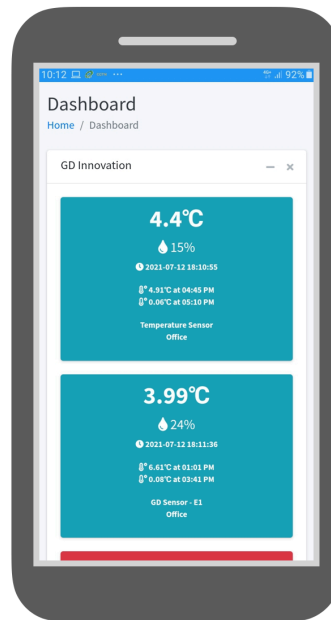 10:12 92%
Dashboard
Home / Dashboard
GD Innovation
4.4°C
15%
2021-07-12 18:10:55
4.91°C at 04:45 PM
0.06°C at 05:10 PM
Temperature Sensor
Office
3.99°C
24%
2021-07-12 18:11:36
6.61°C at 01:01 PM
0.08°C at 03:41 PM
GD Sensor - E1
Office